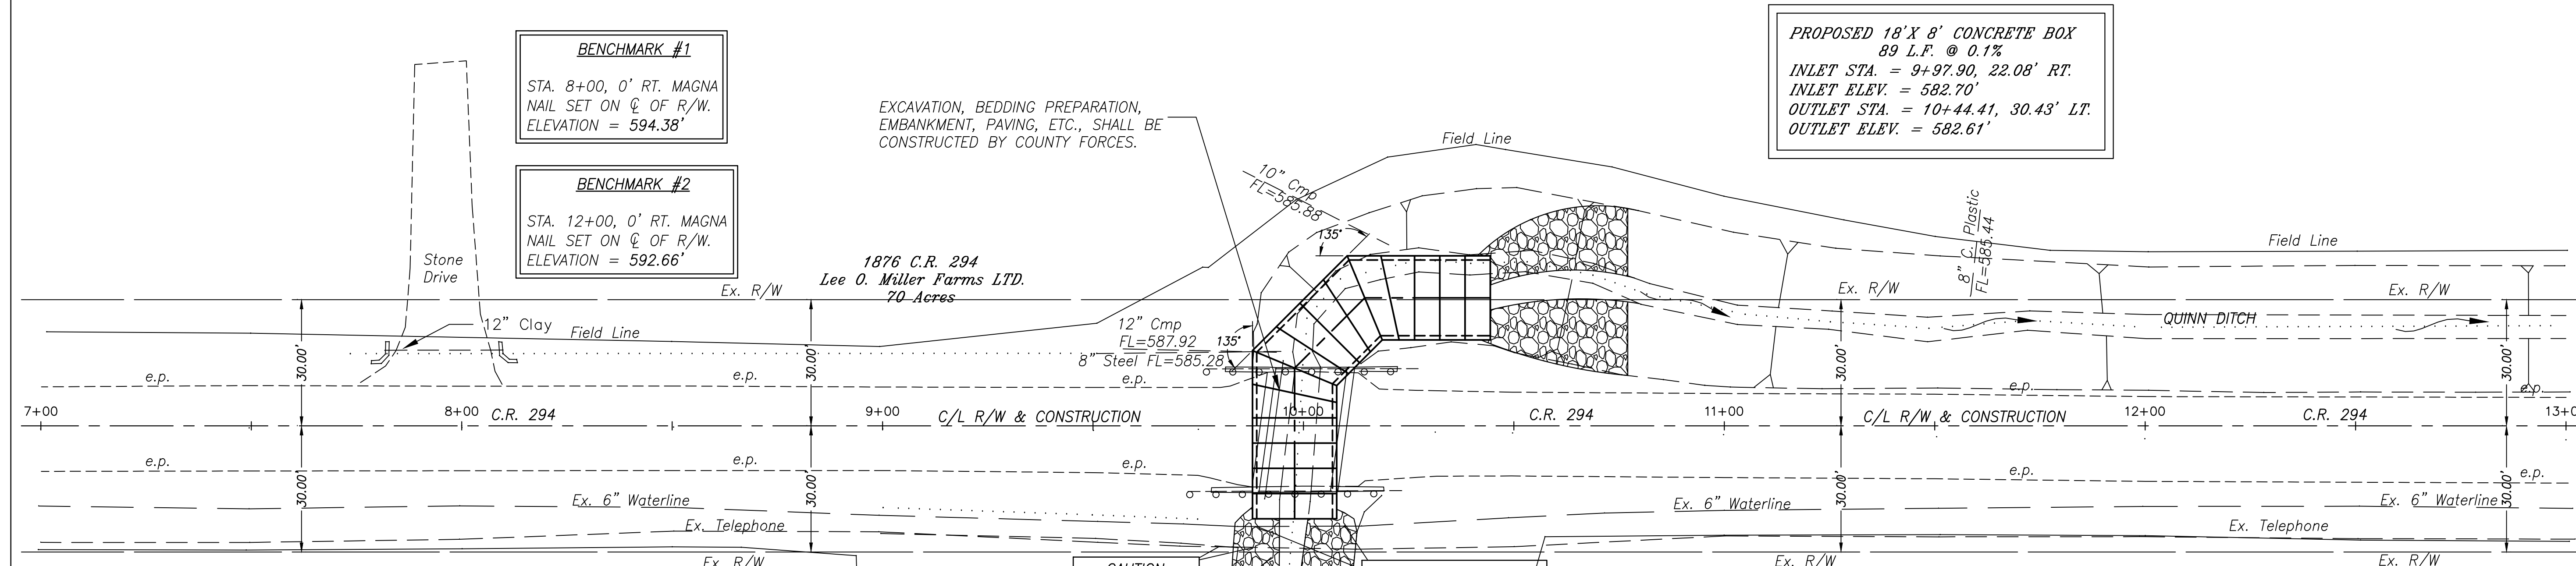 BENCHMARK #1
STA. 8+00, 0' RT. MAGNA
NAIL SET ON ℄ OF R/W.
ELEVATION = 594.38'
BENCHMARK #2
STA. 12+00, 0' RT. MAGNA
NAIL SET ON ℄ OF R/W.
ELEVATION = 592.66'
EXCAVATION, BEDDING PREPARATION,
EMBANKMENT, PAVING, ETC., SHALL BE
CONSTRUCTED BY COUNTY FORCES.
PROPOSED 18'X 8' CONCRETE BOX
89 L.F. @ 0.1%
INLET STA. = 9+97.90, 22.08' RT.
INLET ELEV. = 582.70'
OUTLET STA. = 10+44.41, 30.43' LT.
OUTLET ELEV. = 582.61'
Field Line
10" Cmp
FL=585.88
135°
8" C. Plastic
FL=585.44
Field Line
Stone
Drive
1876 C.R. 294
Lee O. Miller Farms LTD.
70 Acres
Ex. R/W
Ex. R/W
Ex. R/W
12" Clay
Field Line
12" Cmp
FL=587.92
135°
8" Steel FL=585.28
QUINN DITCH
30.00'
30.00'
30.00'
30.00'
e.p.
e.p.
e.p.
e.p.
e.p.
7+00
8+00
C.R. 294
9+00
C/L R/W & CONSTRUCTION
10+00
C.R. 294
11+00
C/L R/W & CONSTRUCTION
12+00
C.R. 294
13+0
e.p.
e.p.
e.p.
e.p.
e.p.
30.00'
30.00'
30.00'
30.00'
Ex. 6" Waterline
Ex. 6" Waterline
Ex. 6" Waterline
Ex. Telephone
Ex. Telephone
Ex. R/W
Ex. R/W
Ex. R/W
CAUTION